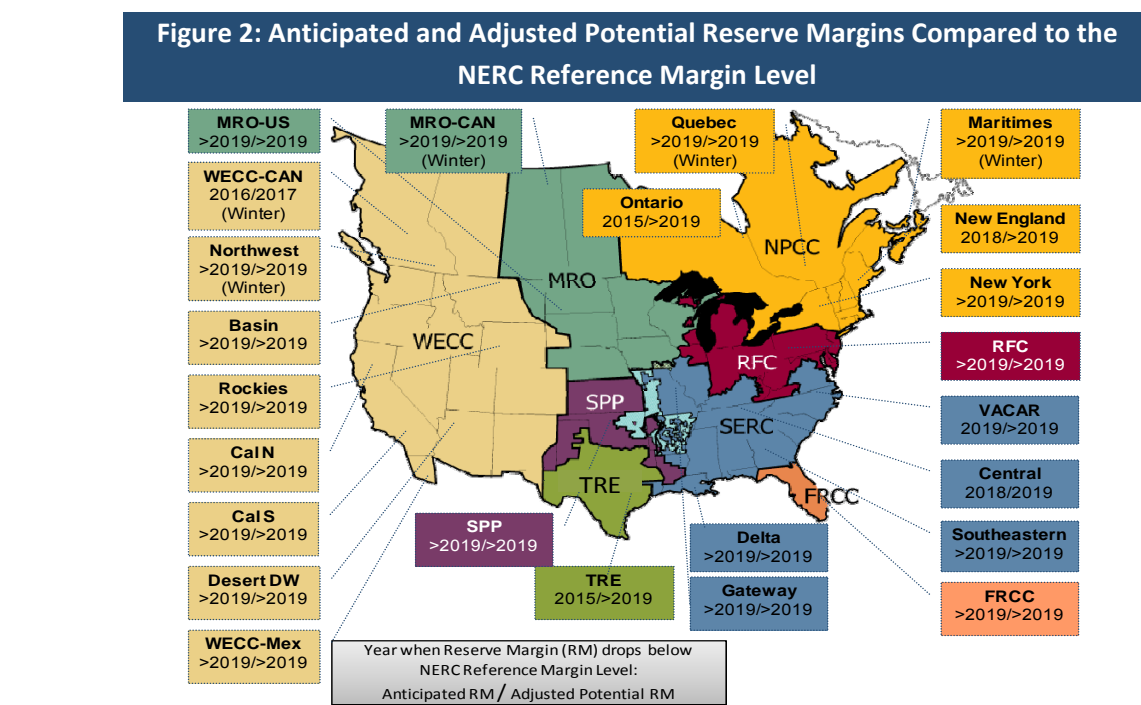 Figure 2: Anticipated and Adjusted Potential Reserve Margins Compared to the
NERC Reference Margin Level
MRO-US
>2019/>2019
MRO-CAN
>2019/>2019
(Winter)
Quebec
>2019/>2019
(Winter)
Maritimes
>2019/>2019
(Winter)
WECC-CAN
2016/2017
(Winter)
Ontario
2015/>2019
New England
2018/>2019
Northwest
>2019/>2019
(Winter)
NPCC
MRO
New York
>2019/>2019
Basin
>2019/>2019
WECC
RFC
RFC
>2019/>2019
Rockies
>2019/>2019
SPP
SERC
VACAR
2019/>2019
Cal N
>2019/>2019
TRE
FRCC
Central
2018/2019
Cal S
>2019/>2019
SPP
>2019/>2019
Delta
>2019/>2019
Southeastern
>2019/>2019
Desert DW
>2019/>2019
TRE
2015/>2019
Gateway
>2019/>2019
FRCC
>2019/>2019
WECC-Mex
>2019/>2019
Year when Reserve Margin (RM) drops below
NERC Reference Margin Level:
Anticipated RM / Adjusted Potential RM